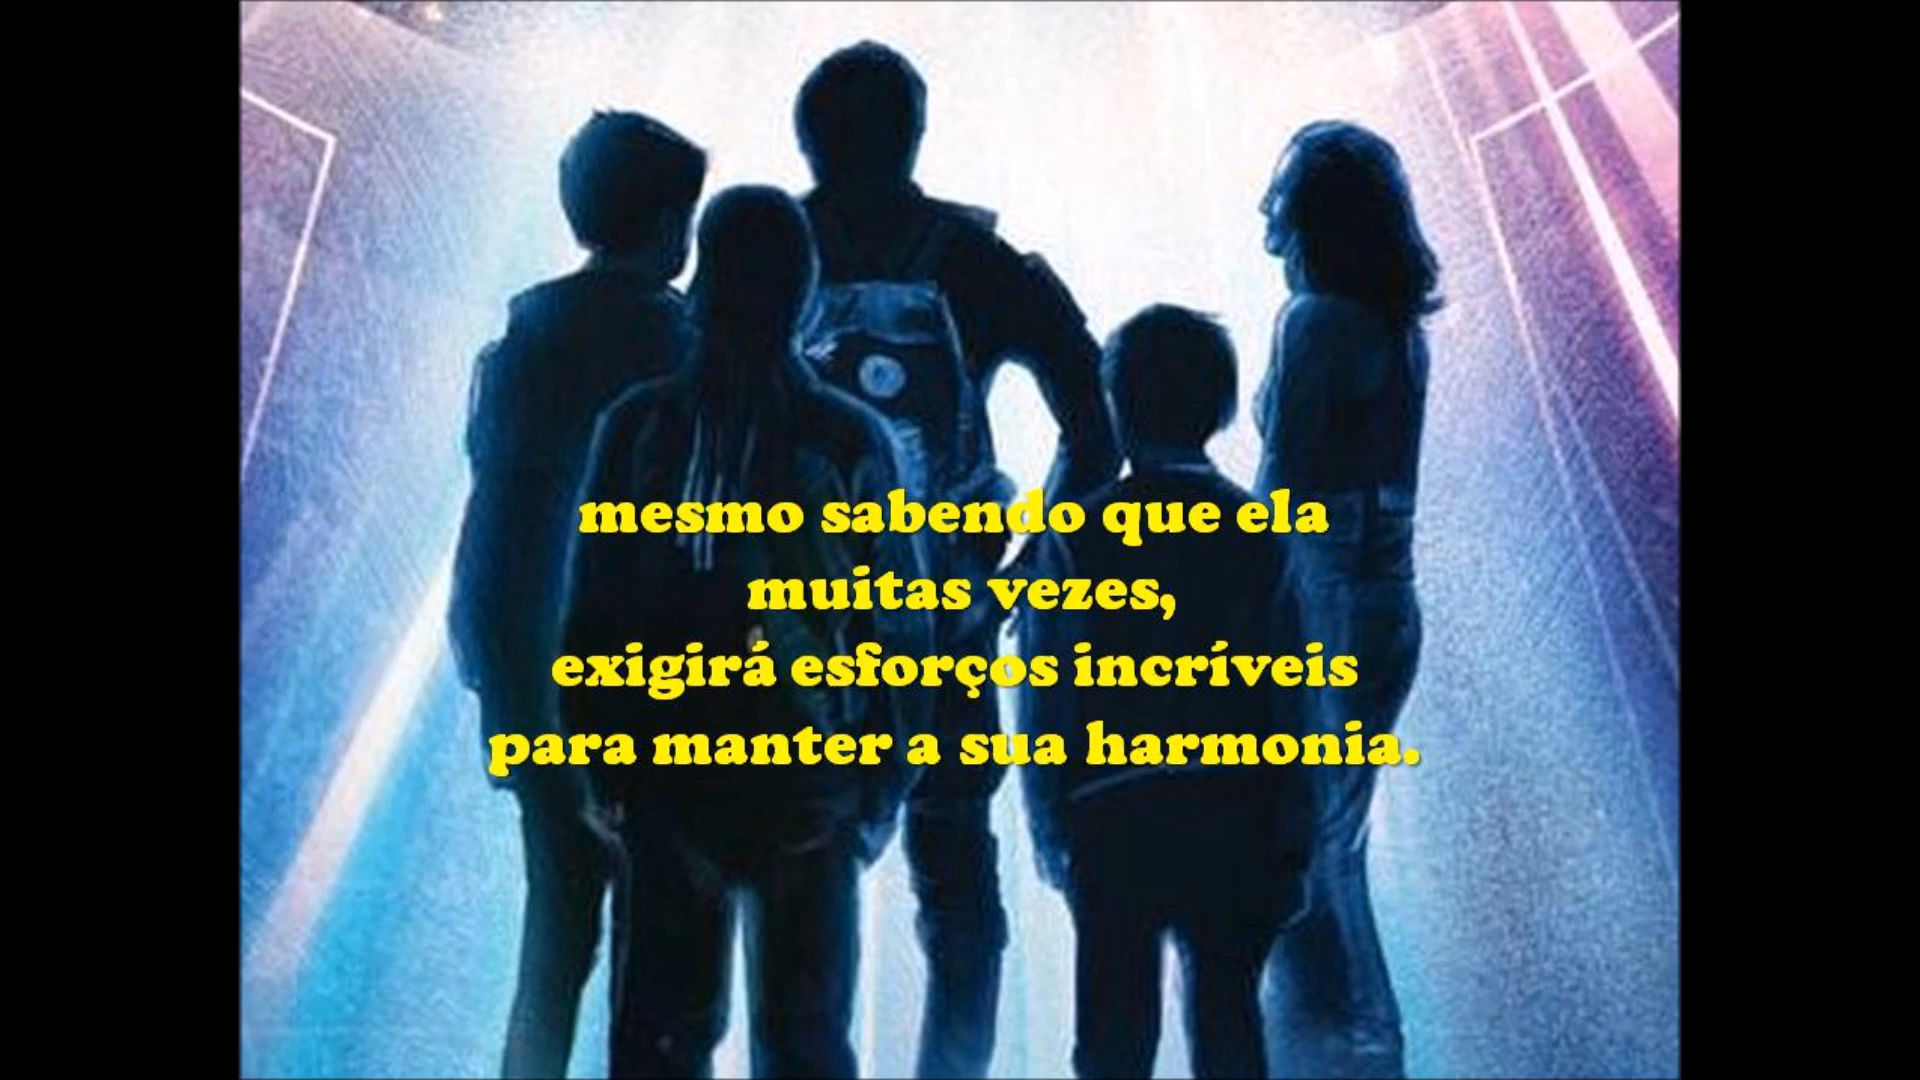 mesmo sabendo que ela
muitas vezes,
exigirá esforços incríveis
para manter a sua harmonia.